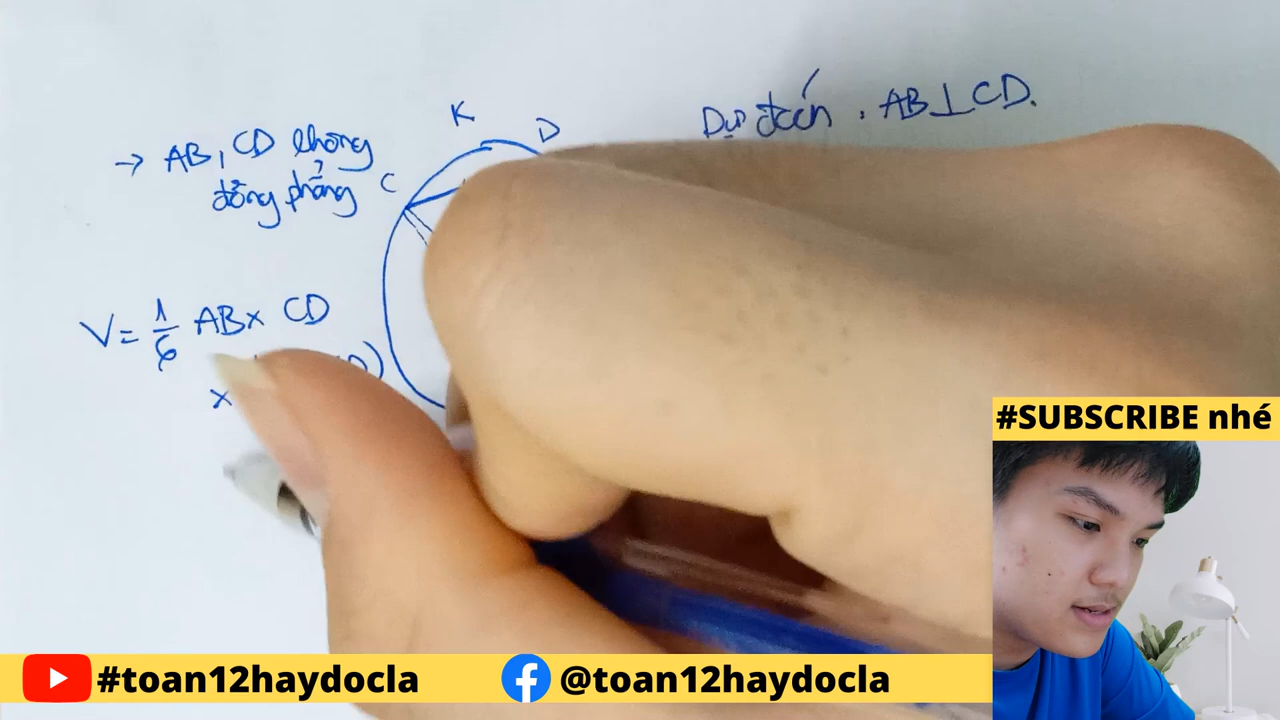 K
D
C
→ AB, CD không
đồng phẳng
Dự đoán : AB⊥CD.
V = 1/6 AB x CD
x
#SUBSCRIBE nhé
#toan12haydocla
@toan12haydocla